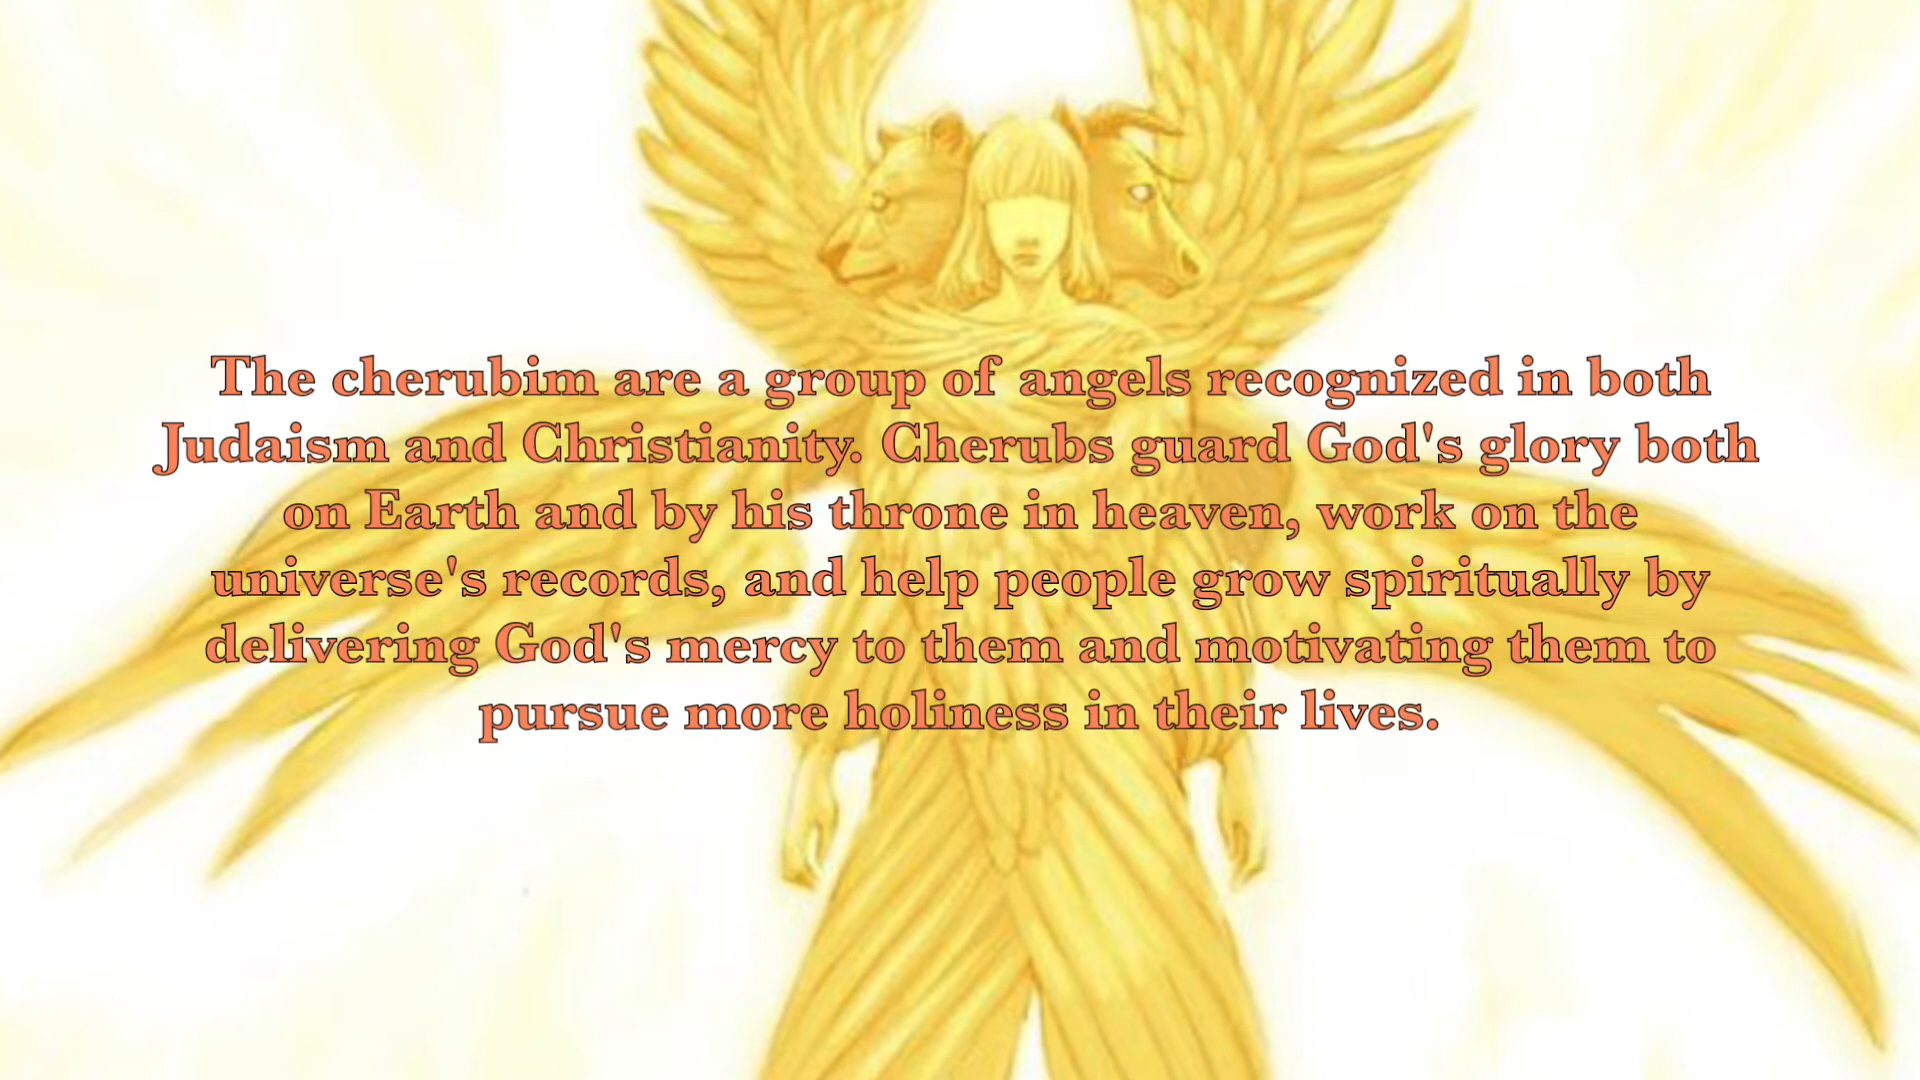 The cherubim are a group of angels recognized in both
Judaism and Christianity. Cherubs guard God's glory both
on Earth and by his throne in heaven, work on the
universe's records, and help people grow spiritually by
delivering God's mercy to them and motivating them to
pursue more holiness in their lives.